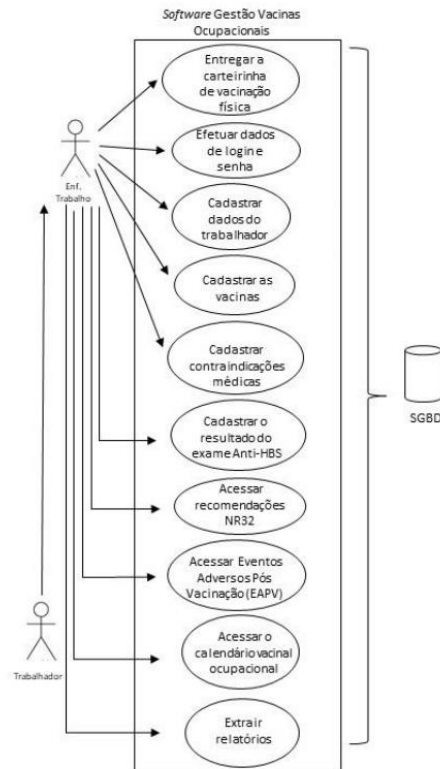 Software Gestão Vacinas
Ocupacionais
Entregar a
carteirinha
de vacinação
física
Efetuar dados
de login e
senha
Enf.
Trabalho
Cadastrar
dados do
trabalhador
Cadastrar as
vacinas
Cadastrar
contraindicações
médicas
SGBD
Cadastrar o
resultado do
exame Anti-HBS
Acessar
recomendações
NR32
Acessar Eventos
Adversos Pós
Vacinação (EAPV)
Trabalhador
Acessar o
calendário vacinal
ocupacional
Extrair
relatórios